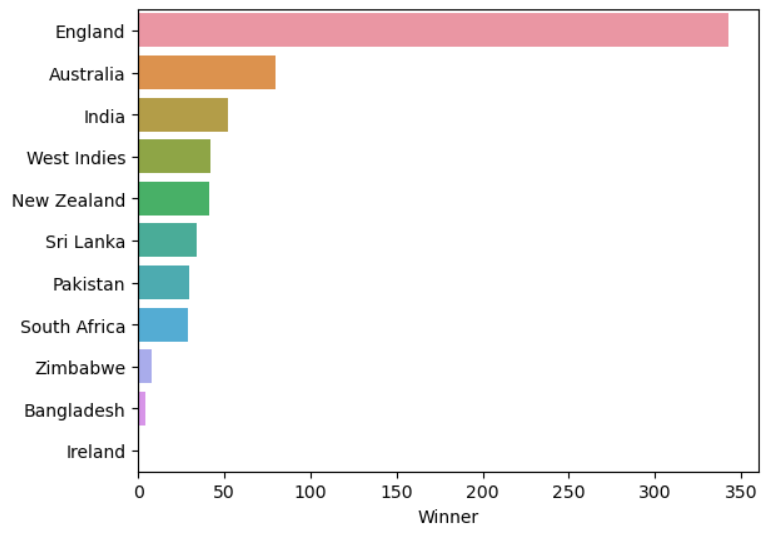 England
Australia
India
West Indies
New Zealand
Sri Lanka
Pakistan
South Africa
Zimbabwe
Bangladesh
Ireland
0 50 100 150 200 250 300 350
Winner